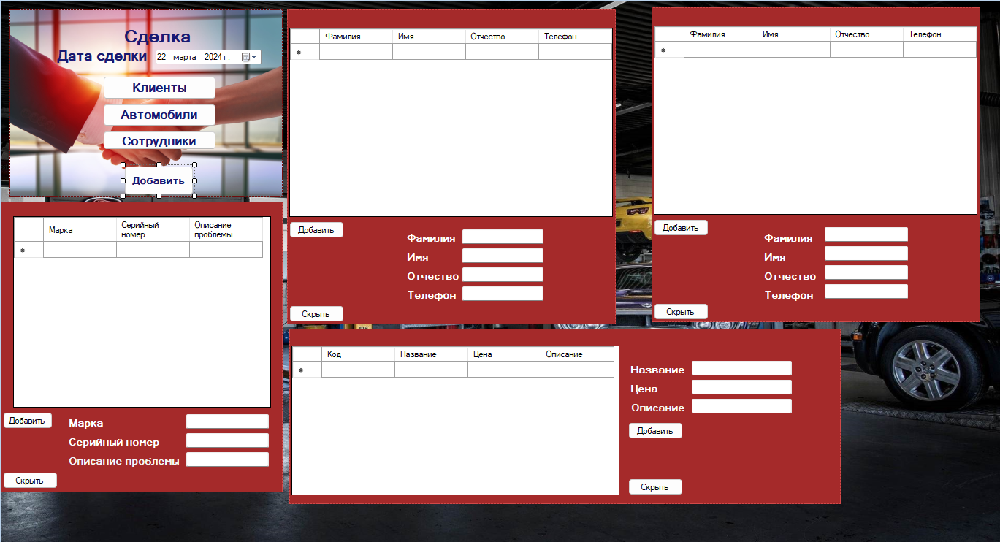 Сделка
Дата сделки 22 марта 2024 г.
Клиенты
Автомобили
Сотрудники
Добавить
Фамилия Имя Отчество Телефон
Добавить
Фамилия
Имя
Отчество
Телефон
Скрыть
Фамилия Имя Отчество Телефон
Добавить
Фамилия
Имя
Отчество
Телефон
Скрыть
Марка Серийный номер Описание проблемы
Добавить
Марка
Серийный номер
Описание проблемы
Скрыть
Код Название Цена Описание
Название
Цена
Описание
Добавить
Скрыть